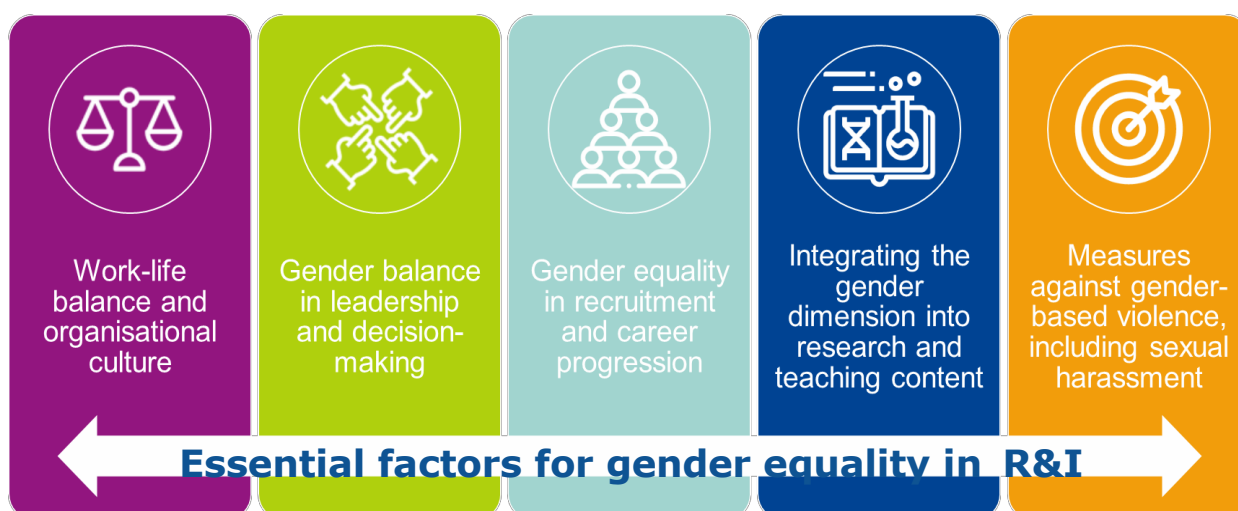 Work-life
balance and
organisational
culture
Gender balance
in leadership
and decision-
making
Gender equality
in recruitment
and career
progression
Integrating the
gender
dimension into
research and
teaching content
Measures
against gender-
based violence,
including sexual
harassment
Essential factors for gender equality in R&I